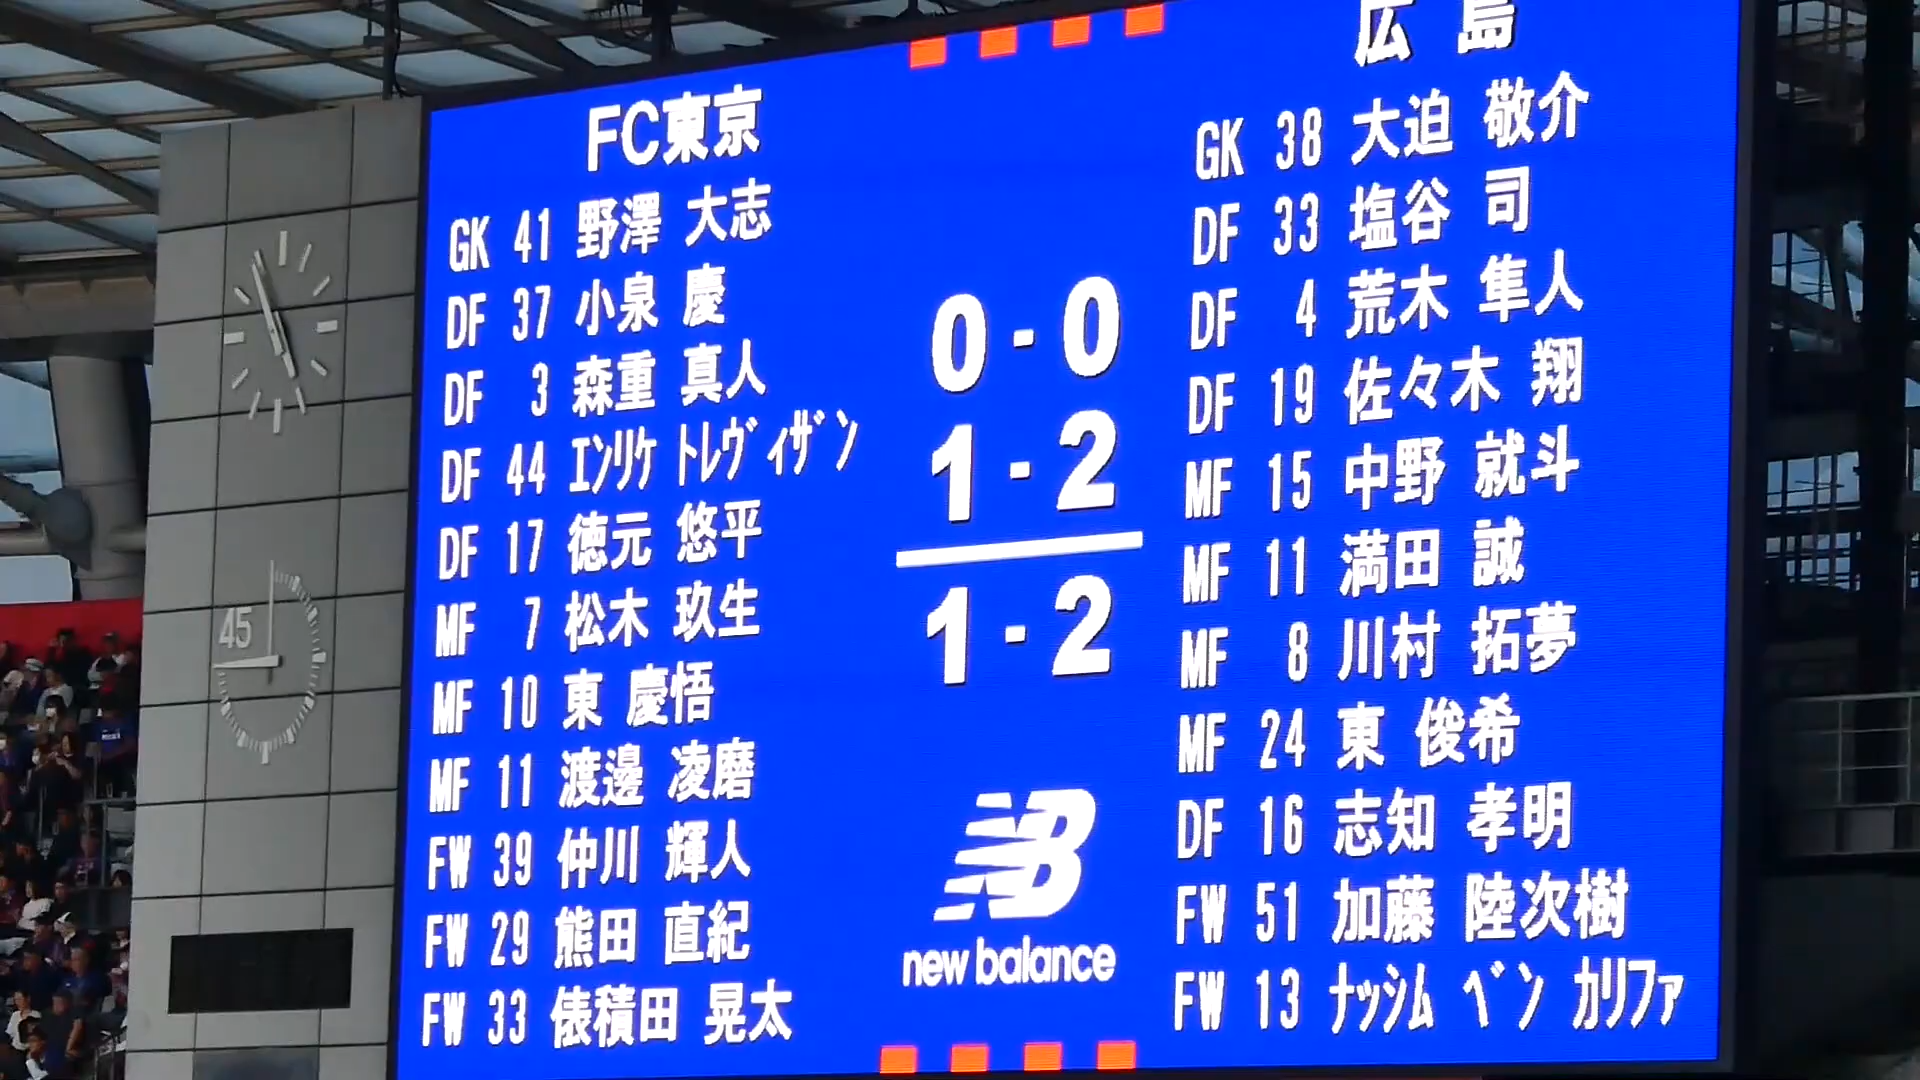 FC東京
GK 41 野澤 大志
DF 37 小泉 慶
DF 3 森重 真人
DF 44 ｴﾝﾘｹ ﾄﾚｳﾞｨｻﾞﾝ
DF 17 徳元 悠平
MF 7 松木 玖生
MF 10 東 慶悟
MF 11 渡邊 凌磨
FW 39 仲川 輝人
FW 29 熊田 直紀
FW 33 俵積田 晃太
0-0
1-2
1-2
new balance
広島
GK 38 大迫 敬介
DF 33 塩谷 司
DF 4 荒木 隼人
DF 19 佐々木 翔
MF 15 中野 就斗
MF 11 満田 誠
MF 8 川村 拓夢
MF 24 東 俊希
DF 16 志知 孝明
FW 51 加藤 陸次樹
FW 13 ﾅｯｼﾑ ﾍﾞﾝ ｶﾘﾌｧ
45